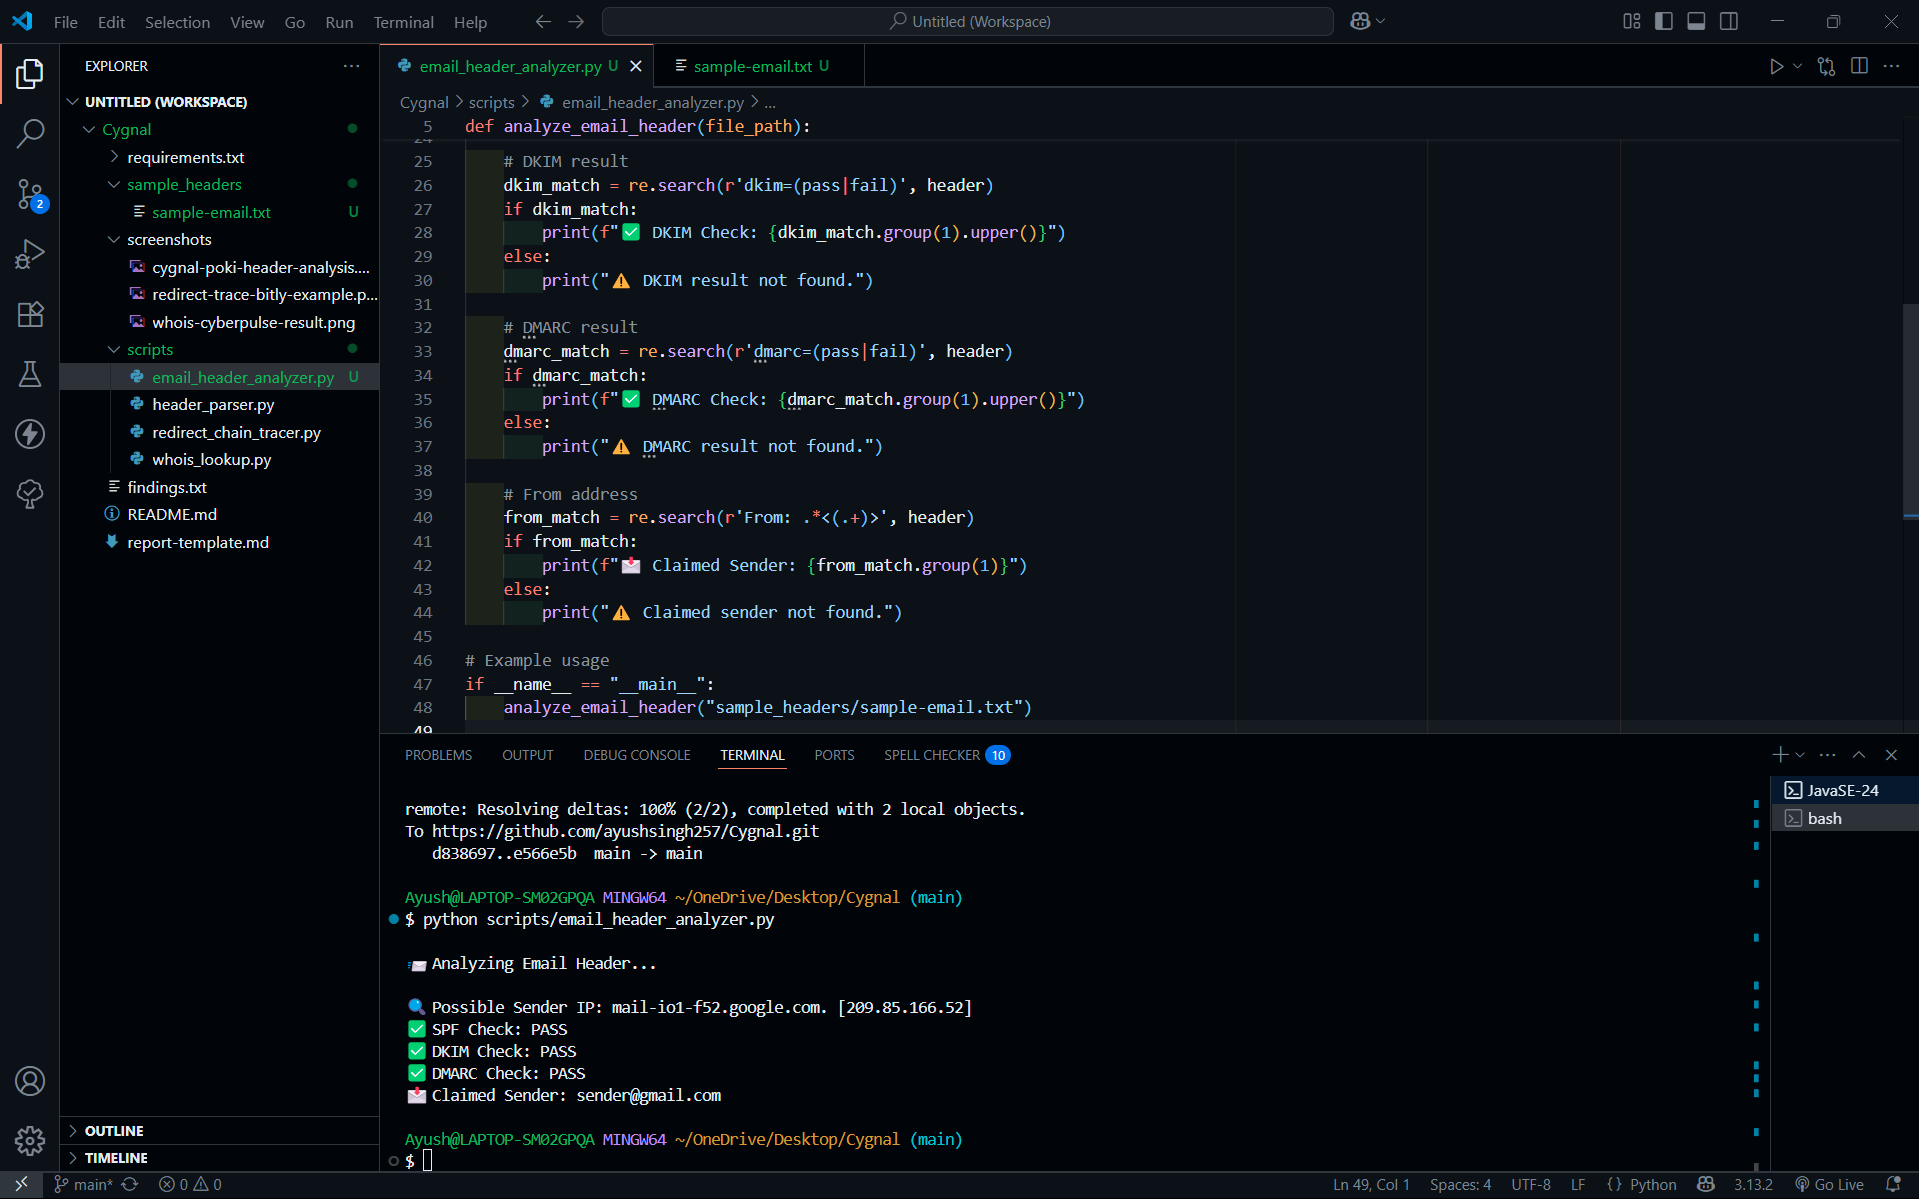 File Edit Selection View Go Run Terminal Help
Untitled (Workspace)
EXPLORER
UNTITLED (WORKSPACE)
Cygnal
requirements.txt
sample_headers
sample-email.txt U
screenshots
cygnal-poki-header-analysis....
redirect-trace-bitly-example.p...
whois-cyberpulse-result.png
scripts
email_header_analyzer.py U
header_parser.py
redirect_chain_tracer.py
whois_lookup.py
findings.txt
README.md
report-template.md
OUTLINE
TIMELINE
2
email_header_analyzer.py U
sample-email.txt U
Cygnal > scripts > email_header_analyzer.py > ...
5 def analyze_email_header(file_path):
24
25 # DKIM result
26 dkim_match = re.search(r'dkim=(pass|fail)', header)
27 if dkim_match:
28 print(f"✅ DKIM Check: {dkim_match.group(1).upper()}")
29 else:
30 print("⚠️ DKIM result not found.")
31
32 # DMARC result
33 dmarc_match = re.search(r'dmarc=(pass|fail)', header)
34 if dmarc_match:
35 print(f"✅ DMARC Check: {dmarc_match.group(1).upper()}")
36 else:
37 print("⚠️ DMARC result not found.")
38
39 # From address
40 from_match = re.search(r'From: .*<(.+)>', header)
41 if from_match:
42 print(f"📩 Claimed Sender: {from_match.group(1)}")
43 else:
44 print("⚠️ Claimed sender not found.")
45
46 # Example usage
47 if __name__ == "__main__":
48 analyze_email_header("sample_headers/sample-email.txt")
49
PROBLEMS OUTPUT DEBUG CONSOLE TERMINAL PORTS SPELL CHECKER 10
remote: Resolving deltas: 100% (2/2), completed with 2 local objects.
To https://github.com/ayushsingh257/Cygnal.git
d838697..e566e5b main -> main
Ayush@LAPTOP-SM02GPQA MINGW64 ~/OneDrive/Desktop/Cygnal (main)
$ python scripts/email_header_analyzer.py
📨 Analyzing Email Header...
🔍 Possible Sender IP: mail-io1-f52.google.com. [209.85.166.52]
✅ SPF Check: PASS
✅ DKIM Check: PASS
✅ DMARC Check: PASS
📩 Claimed Sender: sender@gmail.com
Ayush@LAPTOP-SM02GPQA MINGW64 ~/OneDrive/Desktop/Cygnal (main)
$
JavaSE-24
bash
main* 0 0
Ln 49, Col 1 Spaces: 4 UTF-8 LF {} Python 3.13.2 Go Live